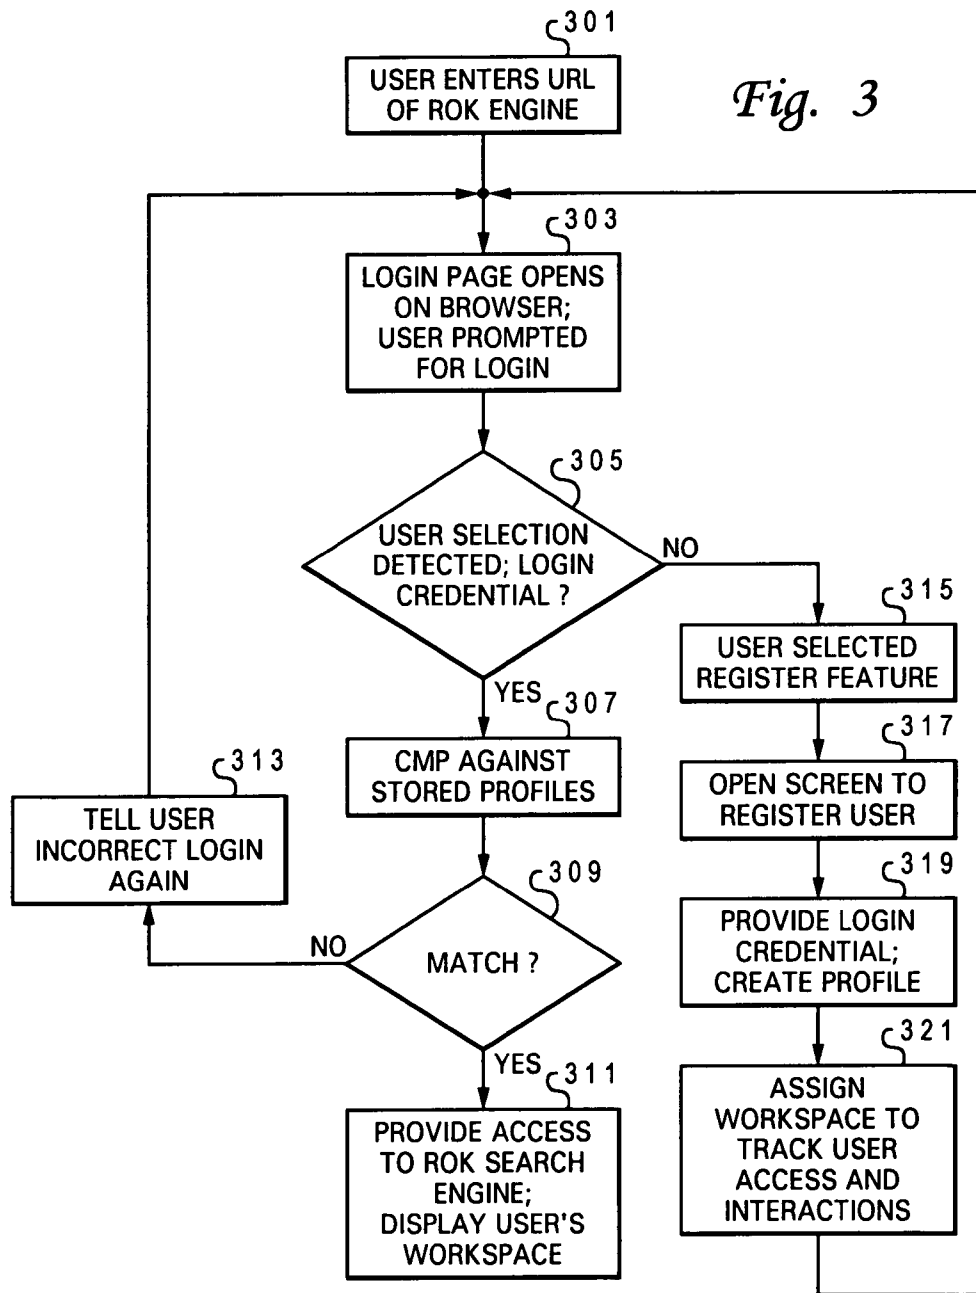 301
USER ENTERS URL
OF ROK ENGINE
Fig. 3
303
LOGIN PAGE OPENS
ON BROWSER;
USER PROMPTED
FOR LOGIN
305
USER SELECTION
DETECTED; LOGIN
CREDENTIAL ?
NO
YES
315
USER SELECTED
REGISTER FEATURE
307
CMP AGAINST
STORED PROFILES
317
OPEN SCREEN TO
REGISTER USER
313
TELL USER
INCORRECT LOGIN
AGAIN
309
MATCH ?
NO
YES
319
PROVIDE LOGIN
CREDENTIAL;
CREATE PROFILE
311
PROVIDE ACCESS
TO ROK SEARCH
ENGINE;
DISPLAY USER'S
WORKSPACE
321
ASSIGN
WORKSPACE TO
TRACK USER
ACCESS AND
INTERACTIONS